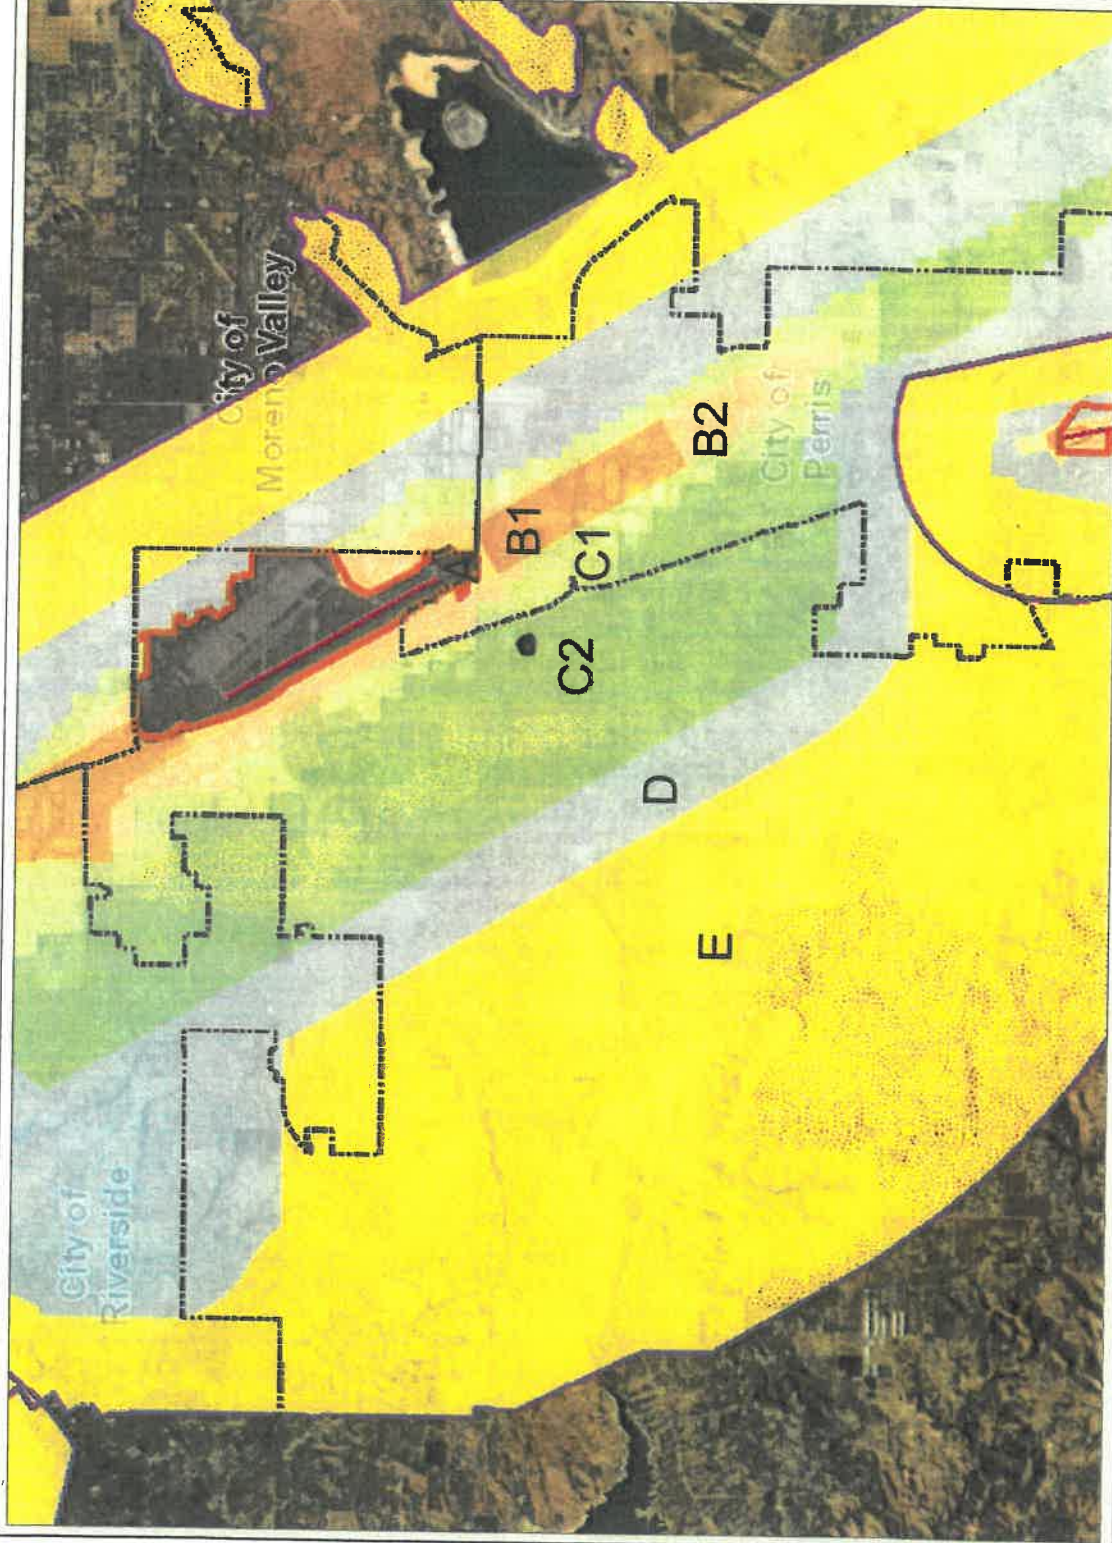 City of
Moreno Valley
A
B1
B2
C1
C2
City of
Perris
D
E
City of
Riverside